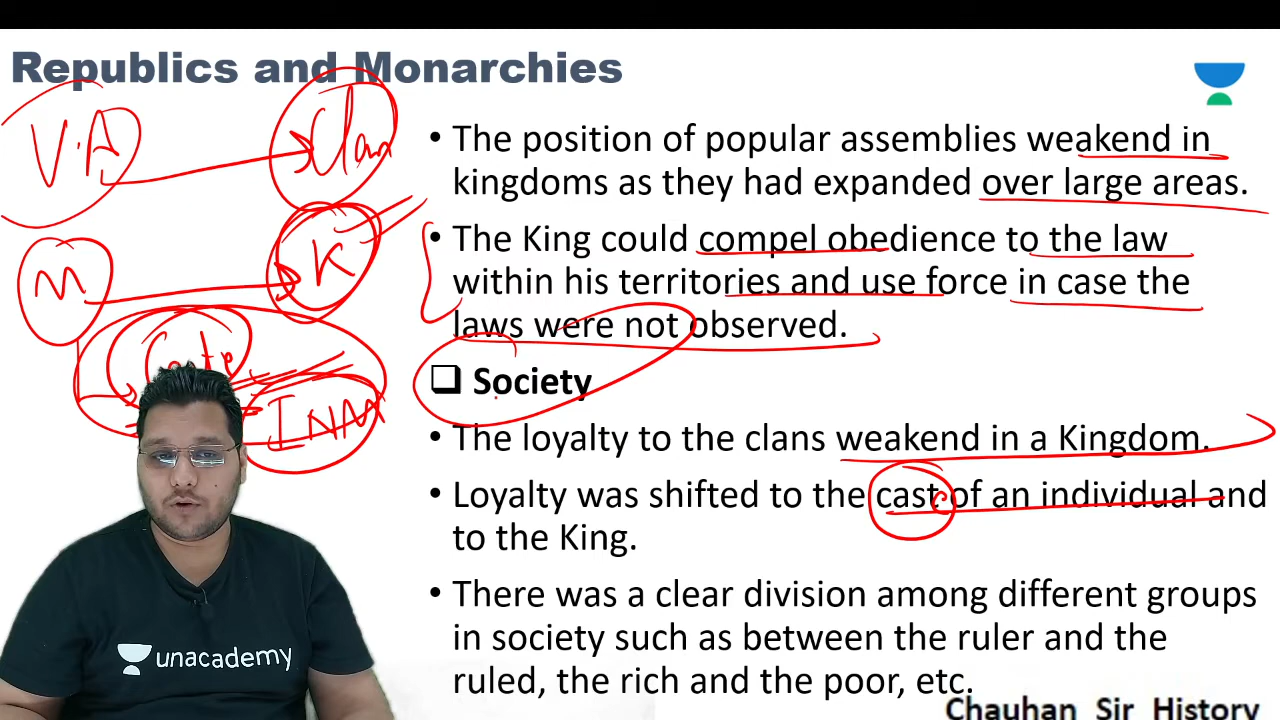 Republics and Monarchies
V.A
Clan
• The position of popular assemblies weakend in
kingdoms as they had expanded over large areas.
M
K
• The King could compel obedience to the law
within his territories and use force in case the
laws were not observed.
INM
❑ Society
• The loyalty to the clans weakend in a Kingdom.
• Loyalty was shifted to the cast of an individual and
to the King.
• There was a clear division among different groups
in society such as between the ruler and the
ruled, the rich and the poor, etc.
unacademy
Chauhan Sir History